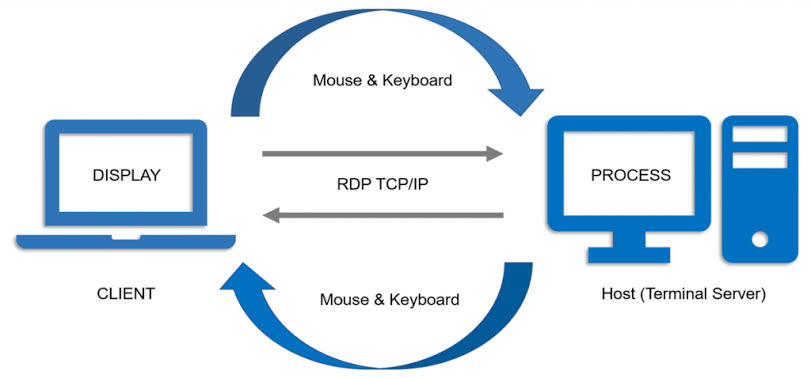 Mouse & Keyboard
DISPLAY
RDP TCP/IP
PROCESS
CLIENT
Mouse & Keyboard
Host (Terminal Server)